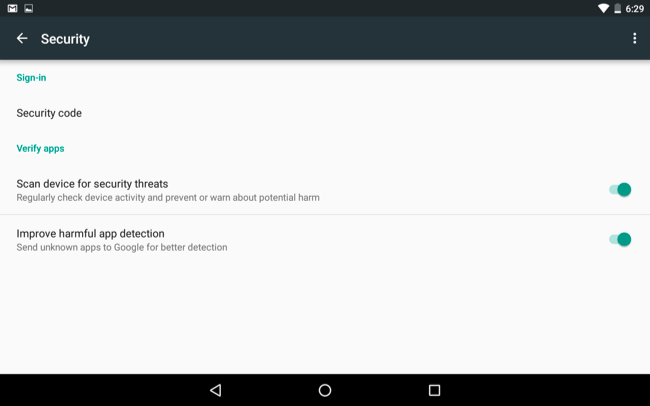 6:29
Security
Sign-in
Security code
Verify apps
Scan device for security threats
Regularly check device activity and prevent or warn about potential harm
Improve harmful app detection
Send unknown apps to Google for better detection